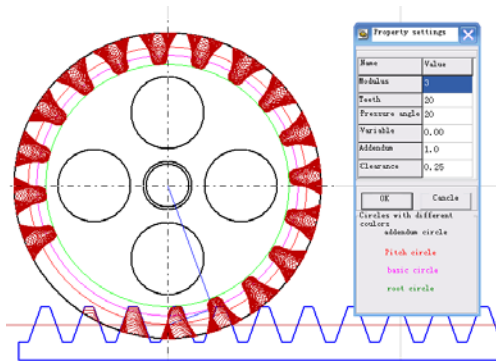 Property settings
Name Value
Modulus 3
Teeth 20
Pressure angle 20
Variable 0.00
Addendum 1.0
Clearance 0.25
OK Cancle
Circles with different
coulors
addendum circle
Pitch circle
basic circle
root circle